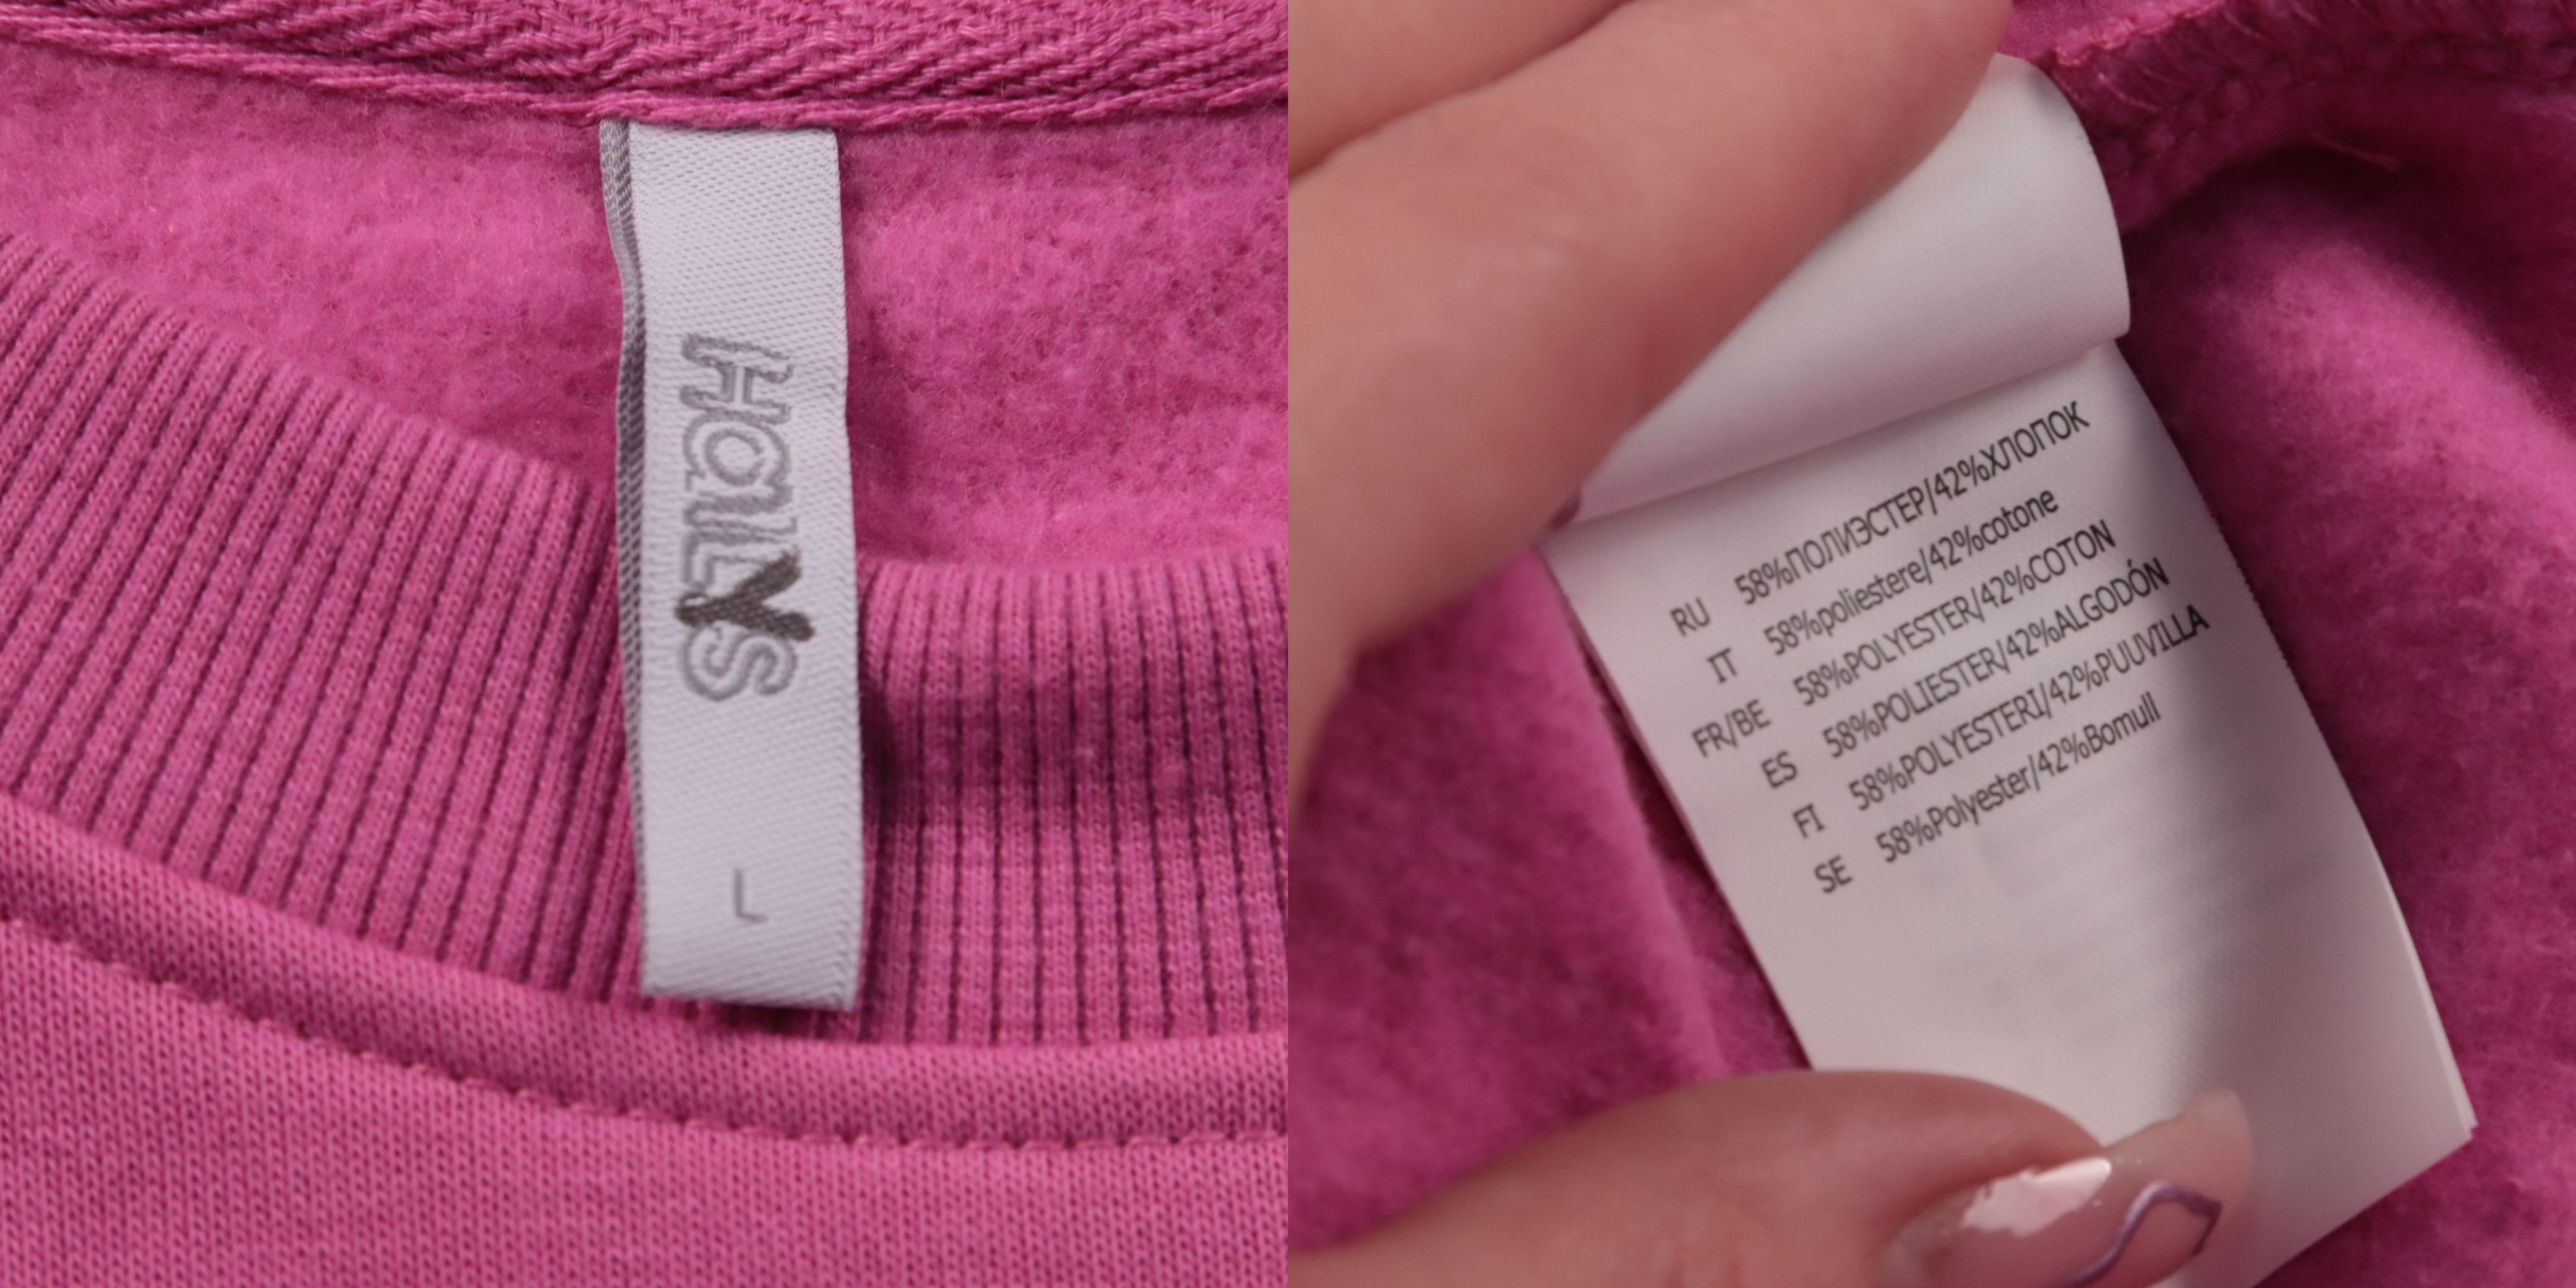 HaILYS
L
RU 58%ПОЛИЭСТЕР/42%ХЛОПОК
IT 58%poliestere/42%cotone
FR/BE 58%POLYESTER/42%COTON
ES 58%POLIESTER/42%ALGODÓN
FI 58%POLYESTERI/42%PUUVILLA
SE 58%Polyester/42%Bomull